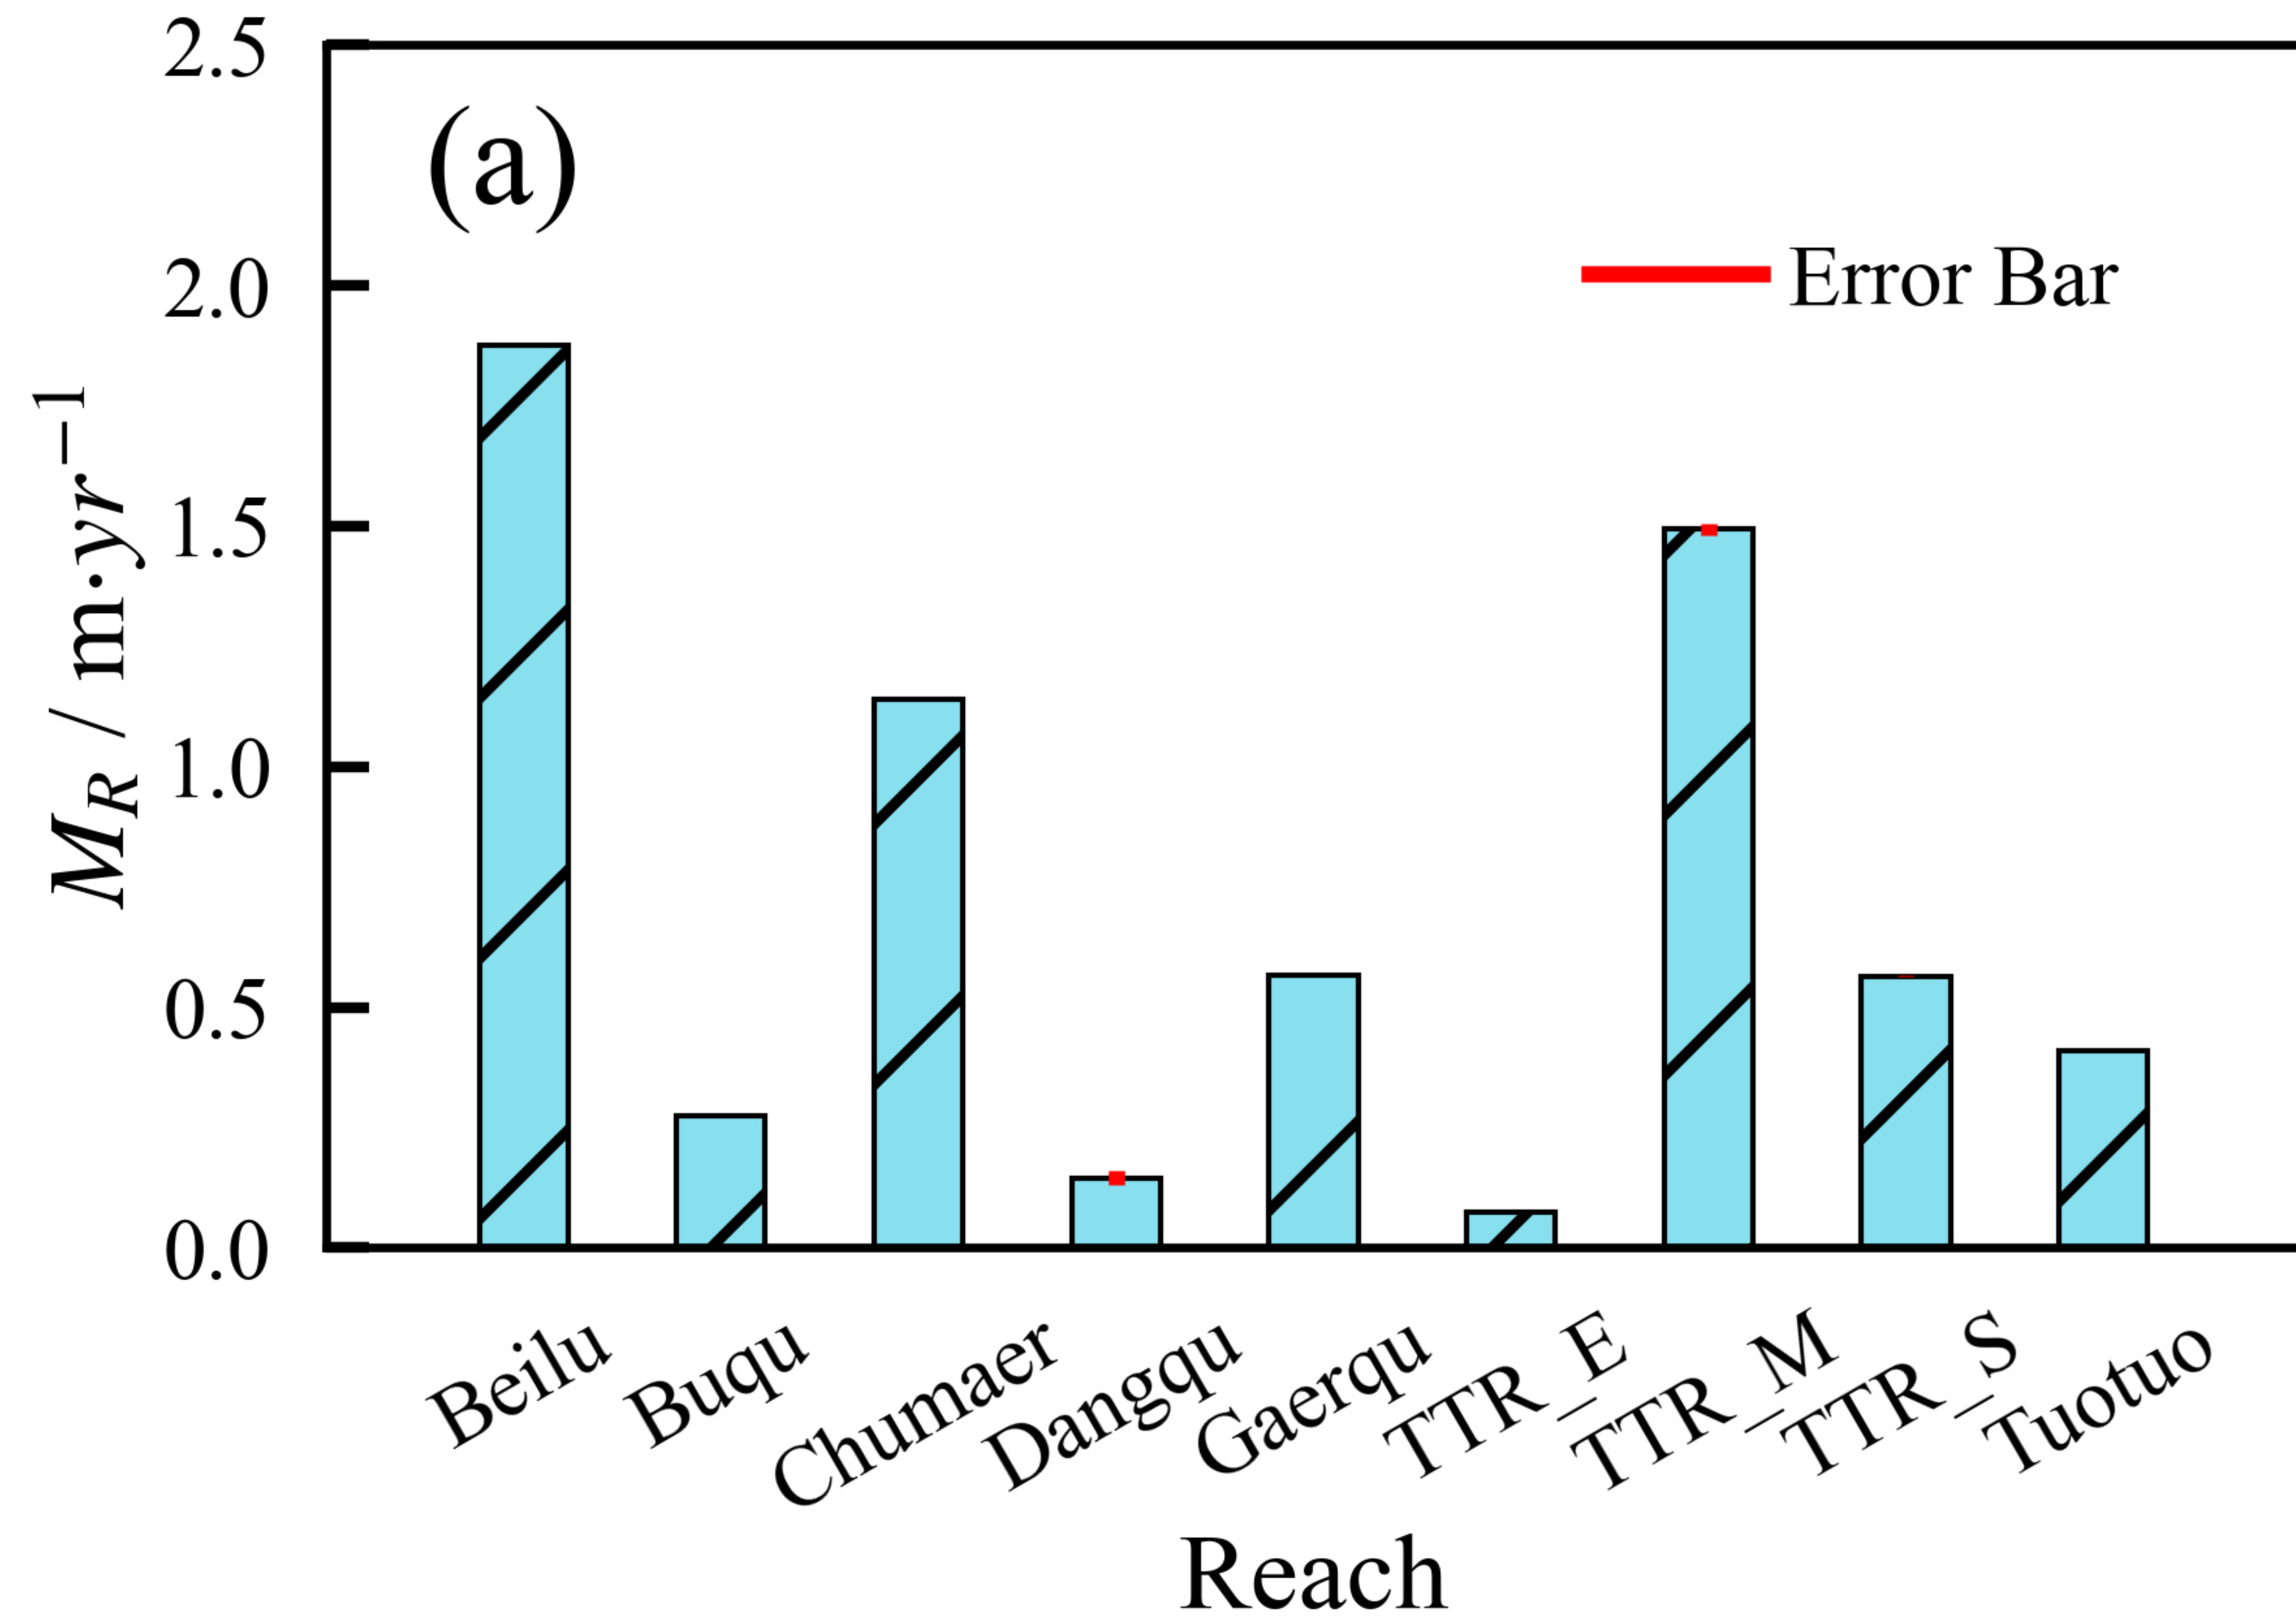 (a)
Error Bar
2.5
2.0
1.5
1.0
0.5
0.0
M_R / m·yr⁻¹
Beilu
Buqu
Chumaer
Dangqu
Gaerqu
TTR_E
TTR_M
TTR_S
Tuotuo
Reach